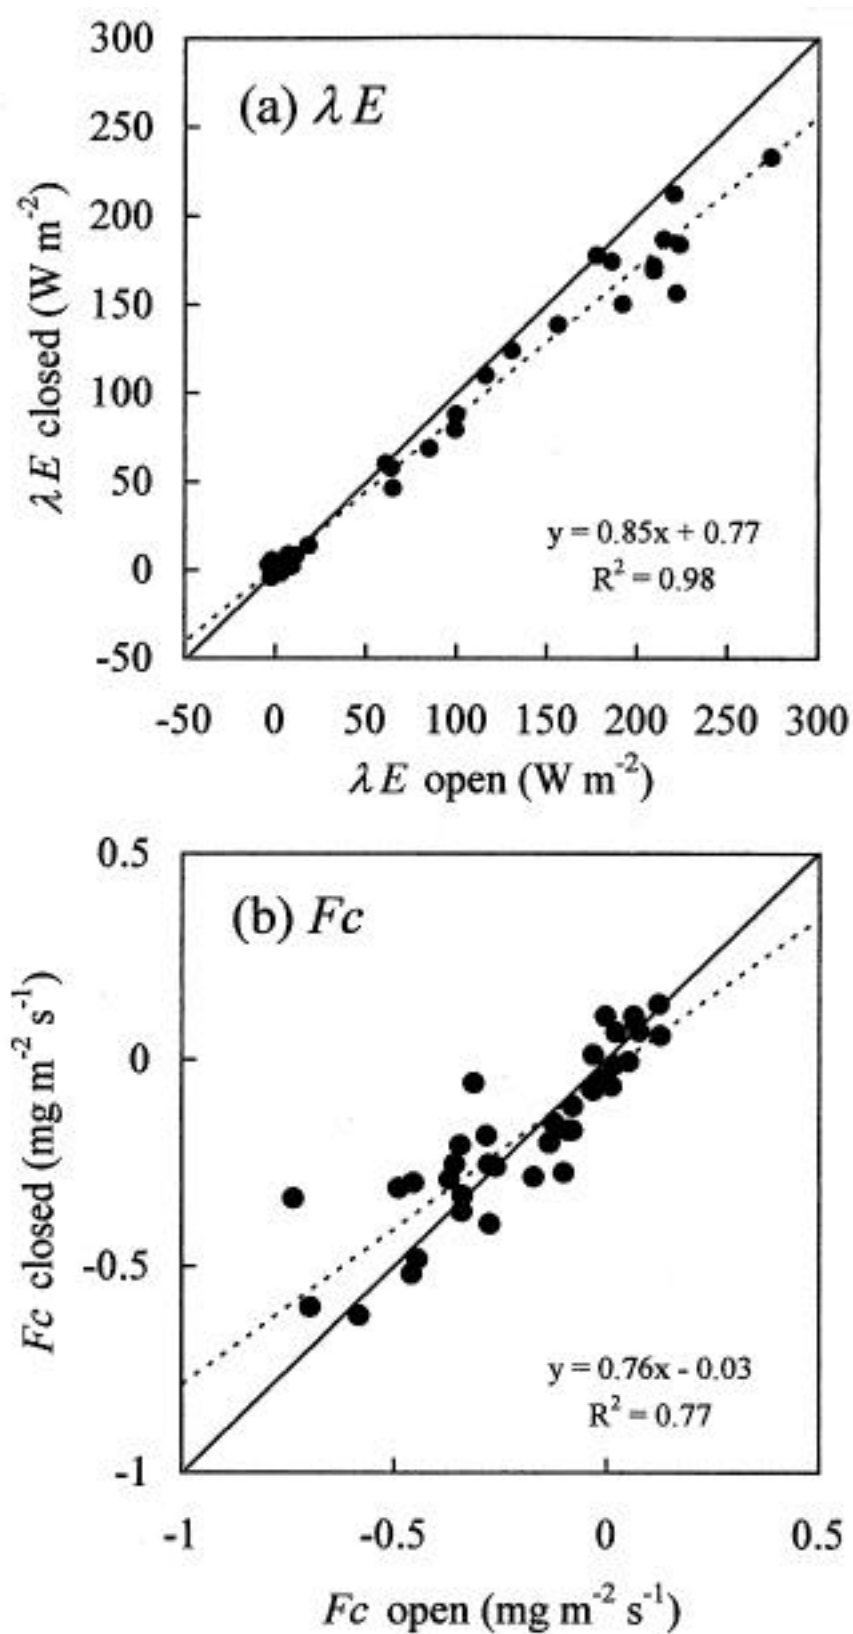 300
(a) λE
250
200
150
100
50
0
-50
λE closed (W m⁻²)
y = 0.85x + 0.77
R² = 0.98
-50 0 50 100 150 200 250 300
λE open (W m⁻²)
0.5
(b) Fc
0
-0.5
-1
Fc closed (mg m⁻² s⁻¹)
y = 0.76x - 0.03
R² = 0.77
-1 -0.5 0 0.5
Fc open (mg m⁻² s⁻¹)